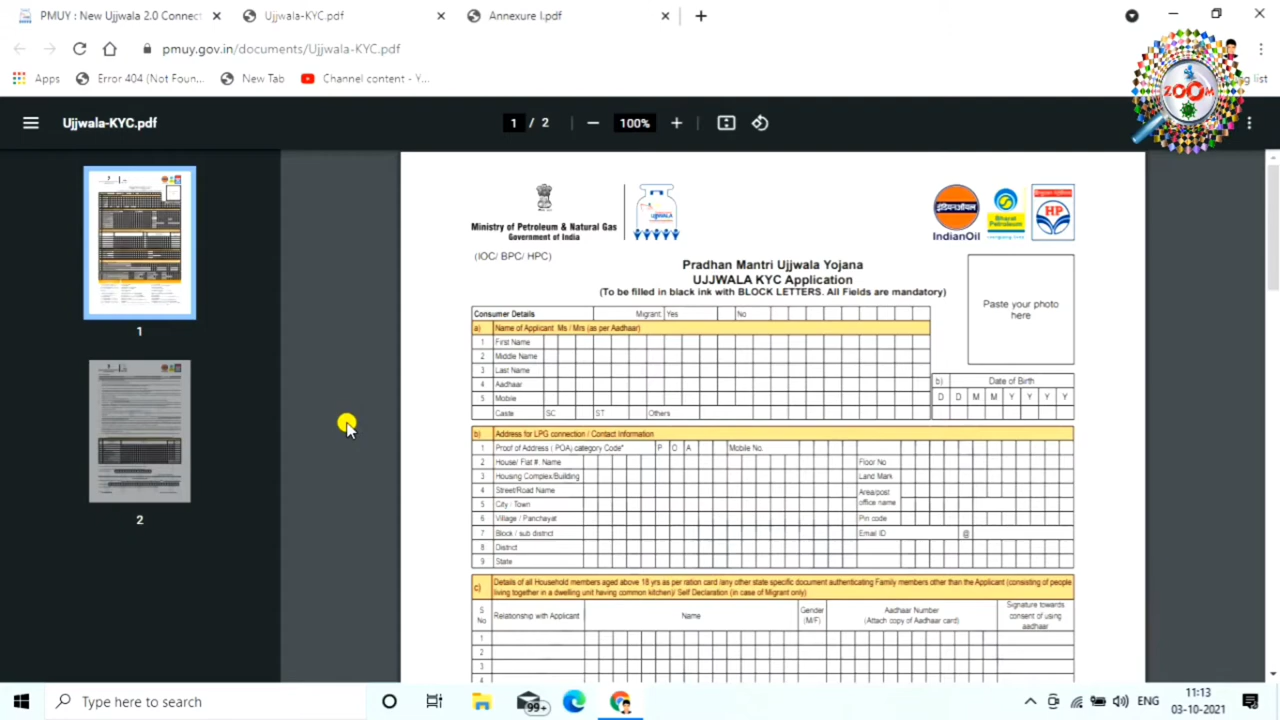 PMUY : New Ujjwala 2.0 Connect
Ujjwala-KYC.pdf
Annexure I.pdf
pmuy.gov.in/documents/Ujjwala-KYC.pdf
Apps
Error 404 (Not Foun...
New Tab
Channel content - Y...
ng list
ZOOM
Ujjwala-KYC.pdf
1 / 2
100%
1
2
Ministry of Petroleum & Natural Gas
Government of India
इंडियनऑयल
IndianOil
Bharat
Petroleum
HP
(IOC/ BPC/ HPC)
Pradhan Mantri Ujjwala Yojana
UJJWALA KYC Application
(To be filled in black ink with BLOCK LETTERS. All Fields are mandatory)
Paste your photo
here
Consumer Details Migrant Yes No
a) Name of Applicant Ms / Mrs (as per Aadhaar)
1 First Name
2 Middle Name
3 Last Name
4 Aadhaar
5 Mobile
Caste SC ST Others
b) Date of Birth
D D M M Y Y Y Y
b) Address for LPG connection / Contact Information
1 Proof of Address ( POA) category Code* P O A Mobile No.
2 House/ Flat #. Name Floor No
3 Housing Complex/Building Land Mark
4 Street/Road Name Area/post office name
5 City / Town
6 Village / Panchayat Pin code
7 Block / sub district Email ID @
8 District
9 State
c) Details of all Household members aged above 18 yrs as per ration card /any other state specific document authenticating Family members other than the Applicant (consisting of people
living together in a dwelling unit having common kitchen)/ Self Declaration (in case of Migrant only)
S No Relationship with Applicant Name Gender (M/F) Aadhaar Number (Attach copy of Aadhaar card) Signature towards consent of using aadhaar
1
2
3
4
Type here to search
99+
ENG
11:13
03-10-2021